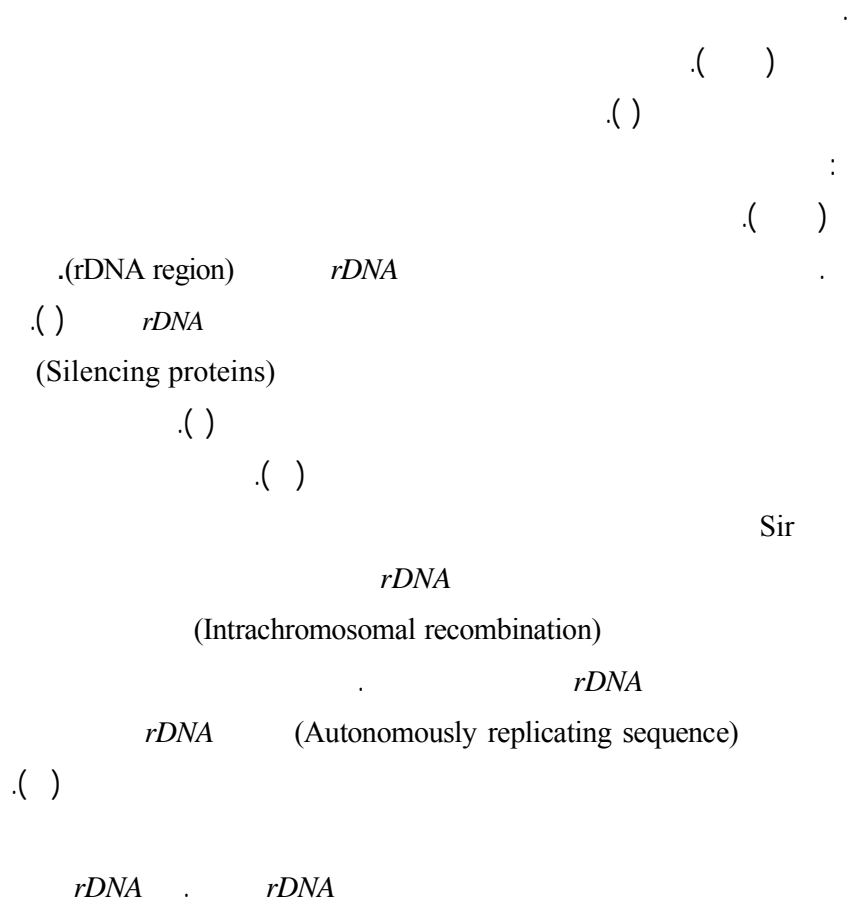 .
.( )
.( )
:
.( )
. rDNA .(rDNA region)
rDNA .( )
(Silencing proteins)
.( )
.( )
Sir
rDNA
(Intrachromosomal recombination)
rDNA .
(Autonomously replicating sequence) rDNA
.( )
rDNA . rDNA